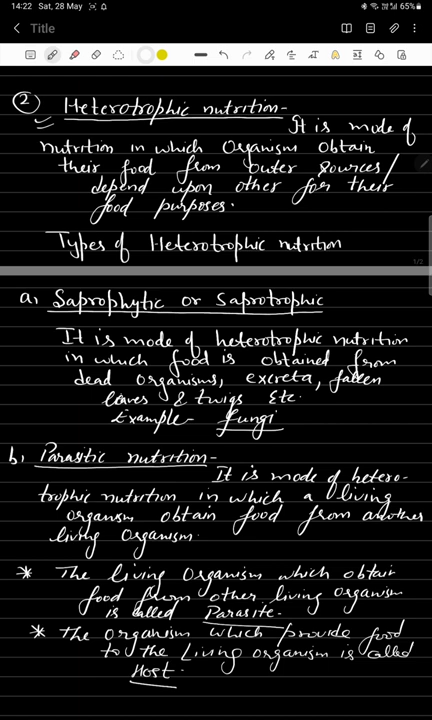 14:22 Sat, 28 May 65%
Title
② Heterotrophic nutrition-
It is mode of
nutrition in which Organism obtain
their food from outer sources/
depend upon other for their
food purposes.
Types of Heterotrophic nutrition
1/2
a, Saprophytic or Saprotrophic
It is mode of heterotrophic nutrition
in which food is obtained from
dead organisms, excreta, fallen
leaves & twigs Etc.
Example- fungi
b, Parasitic nutrition-
It is mode of hetero-
trophic nutrition in which a living
organism obtain food from another
living organism.
* The living organism which obtain
food from other living organism
is called Parasite.
* The organism which provide food
to the Living organism is called
Host.